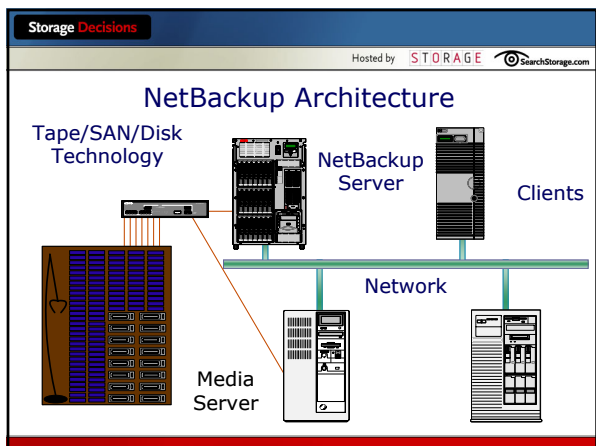 Storage Decisions
Hosted by STORAGE SearchStorage.com
NetBackup Architecture
Tape/SAN/Disk
Technology
NetBackup
Server
Clients
Network
Media
Server